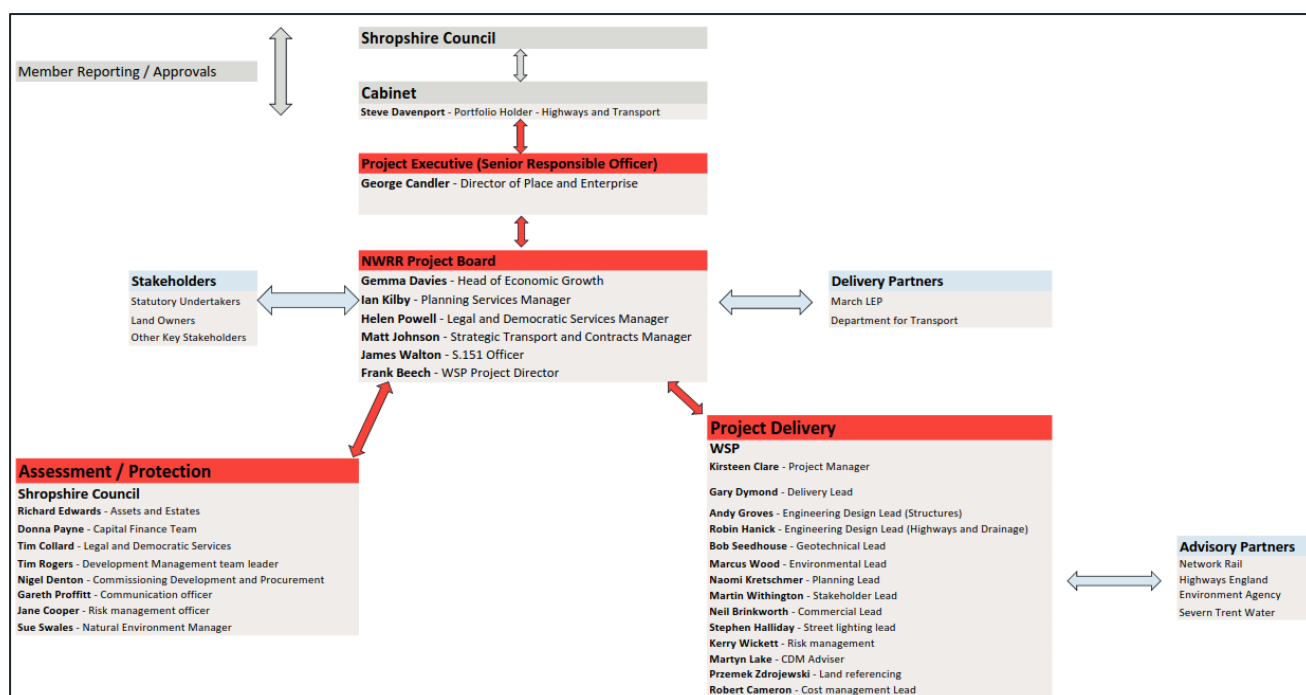 Member Reporting / Approvals
Shropshire Council
Cabinet
Steve Davenport - Portfolio Holder - Highways and Transport
Project Executive (Senior Responsible Officer)
George Candler - Director of Place and Enterprise
NWRR Project Board
Gemma Davies - Head of Economic Growth
Ian Kilby - Planning Services Manager
Helen Powell - Legal and Democratic Services Manager
Matt Johnson - Strategic Transport and Contracts Manager
James Walton - S.151 Officer
Frank Beech - WSP Project Director
Stakeholders
Statutory Undertakers
Land Owners
Other Key Stakeholders
Delivery Partners
March LEP
Department for Transport
Assessment / Protection
Shropshire Council
Richard Edwards - Assets and Estates
Donna Payne - Capital Finance Team
Tim Collard - Legal and Democratic Services
Tim Rogers - Development Management team leader
Nigel Denton - Commissioing Development and Procurement
Gareth Proffitt - Communication officer
Jane Cooper - Risk management officer
Sue Swales - Natural Environment Manager
Project Delivery
WSP
Kirsteen Clare - Project Manager
Gary Dymond - Delivery Lead
Andy Groves - Engineering Design Lead (Structures)
Robin Hanick - Engineering Design Lead (Highways and Drainage)
Bob Seedhouse - Geotechnical Lead
Marcus Wood - Environmental Lead
Naomi Kretschmer - Planning Lead
Martin Withington - Stakeholder Lead
Neil Brinkworth - Commercial Lead
Stephen Halliday - Street lighting lead
Kerry Wickett - Risk management
Martyn Lake - CDM Adviser
Przemek Zdrojewski - Land referencing
Robert Cameron - Cost management Lead
Advisory Partners
Network Rail
Highways England
Environment Agency
Severn Trent Water